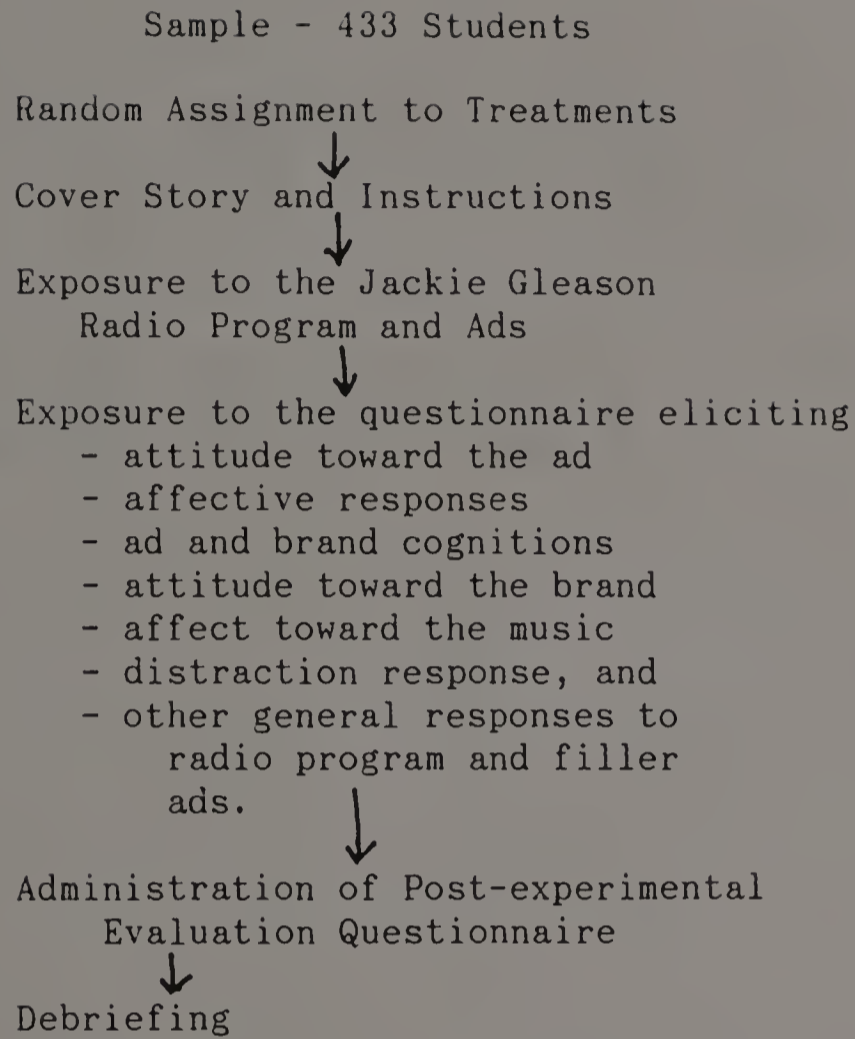 Sample - 433 Students
Random Assignment to Treatments
Cover Story and Instructions
Exposure to the Jackie Gleason
Radio Program and Ads
Exposure to the questionnaire eliciting
- attitude toward the ad
- affective responses
- ad and brand cognitions
- attitude toward the brand
- affect toward the music
- distraction response, and
- other general responses to
radio program and filler
ads.
Administration of Post-experimental
Evaluation Questionnaire
Debriefing